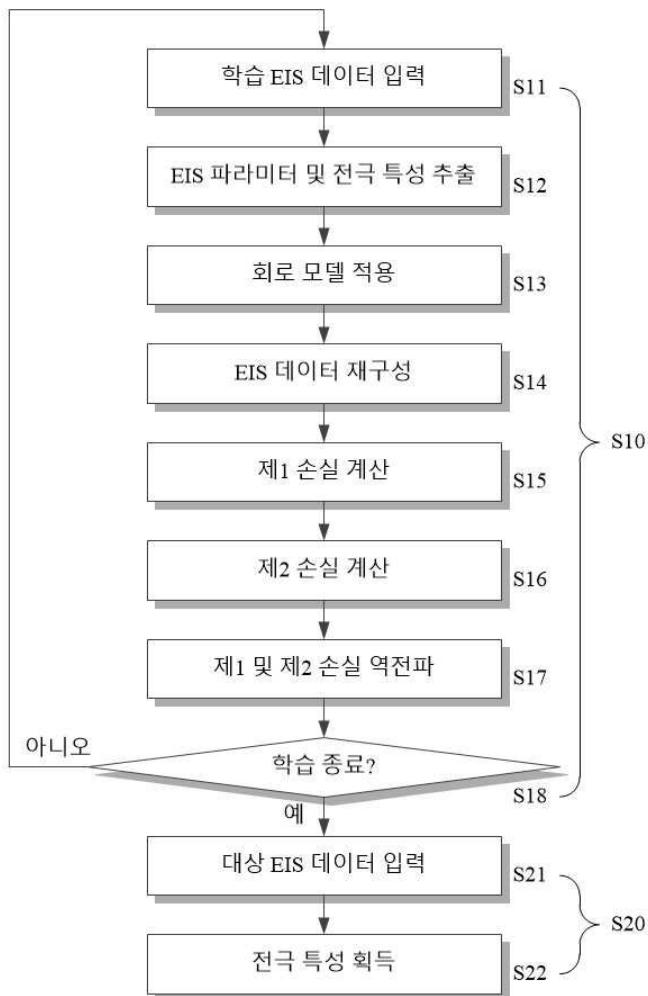 학습 EIS 데이터 입력
S11
EIS 파라미터 및 전극 특성 추출
S12
회로 모델 적용
S13
EIS 데이터 재구성
S14
S10
제1 손실 계산
S15
제2 손실 계산
S16
제1 및 제2 손실 역전파
S17
아니오
학습 종료?
S18
예
대상 EIS 데이터 입력
S21
S20
전극 특성 획득
S22